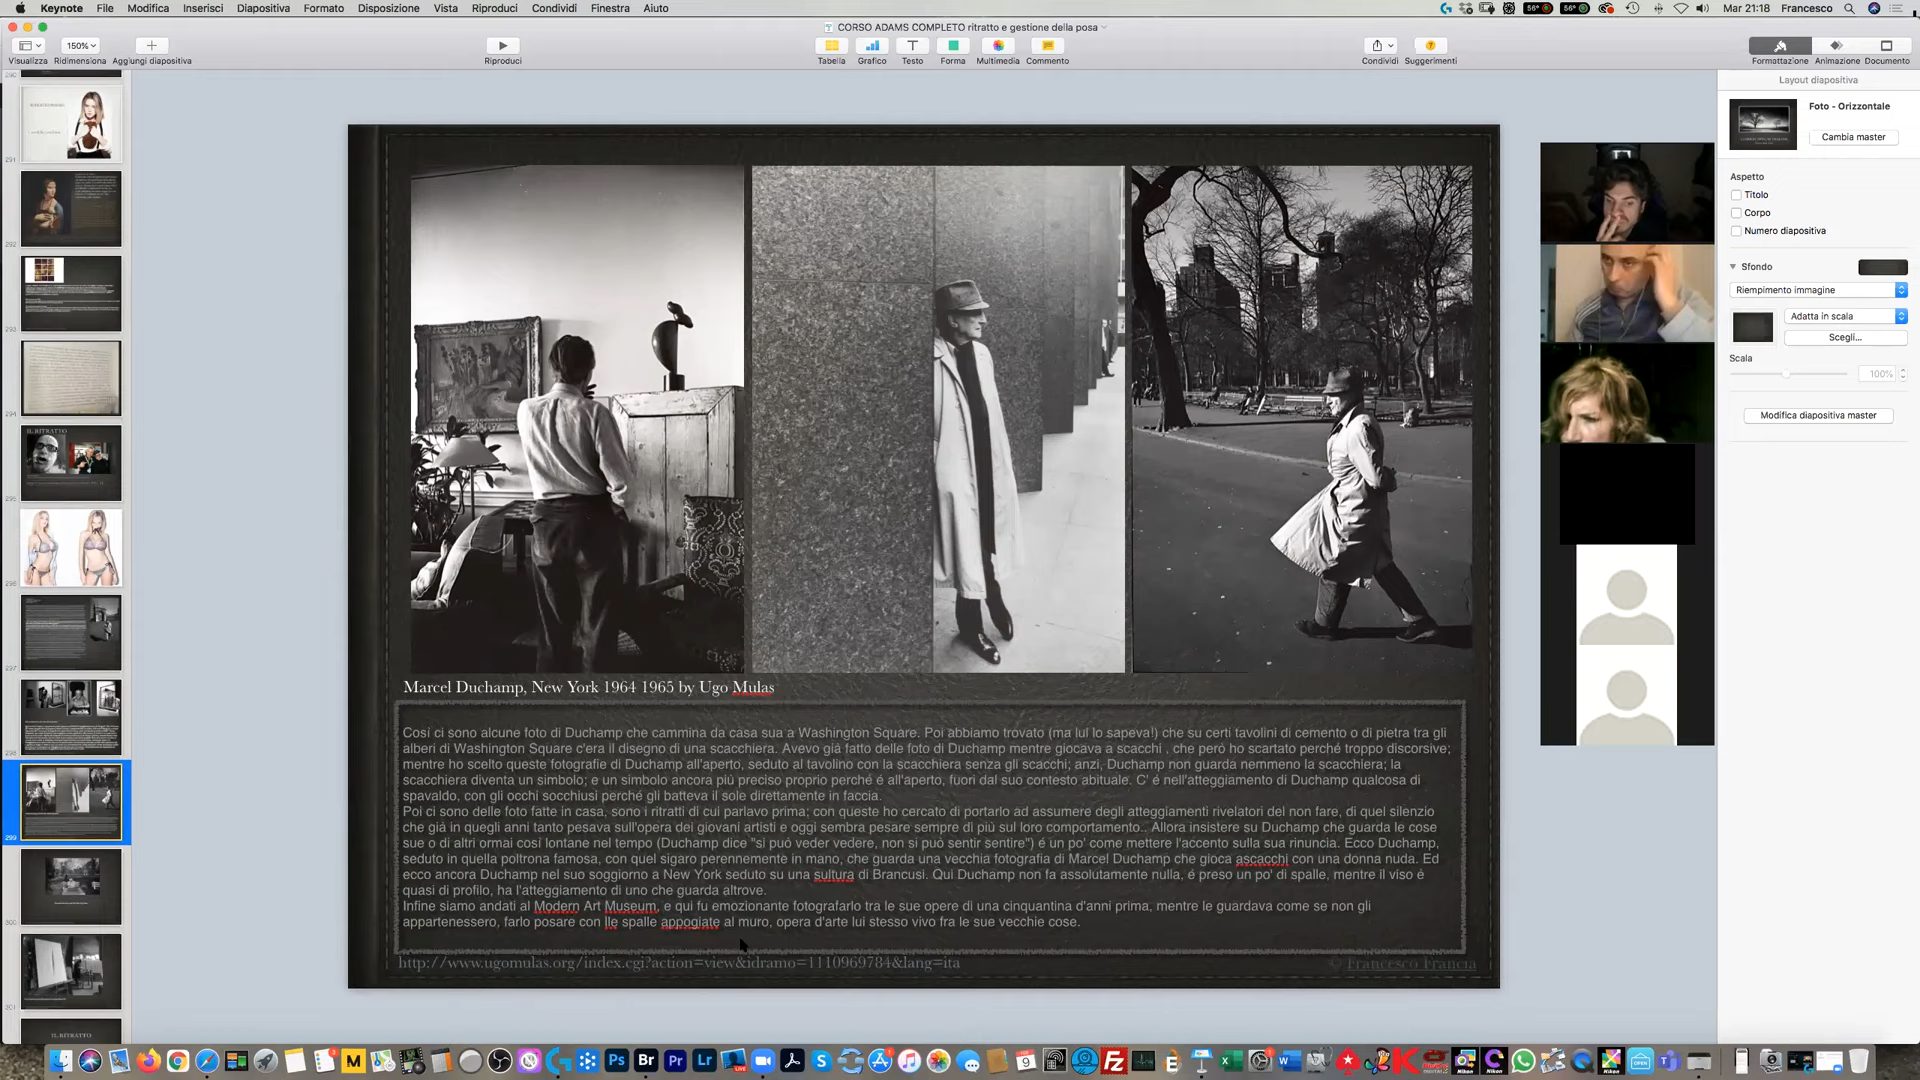 Keynote File Modifica Inserisci Diapositiva Formato Disposizione Vista Riproduci Condividi Finestra Aiuto
56° 56° Mar 21:18 Francesco
CORSO ADAMS COMPLETO ritratto e gestione della posa
150%
Visualizza Ridimensiona Aggiungi diapositiva Riproduci Tabella Grafico Testo Forma Multimedia Commento Condividi Suggerimenti Formattazione Animazione Documento
Layout diapositiva
Foto - Orizzontale
Cambia master
Aspetto
Titolo
Corpo
Numero diapositiva
Sfondo
Riempimento immagine
Adatta in scala
Scegli...
Scala
100%
Modifica diapositiva master
290
291
292
293
294
IL RITRATTO
295
296
297
298
299
300
301
IL RITRATTO
Marcel Duchamp, New York 1964 1965 by Ugo Mulas
Così ci sono alcune foto di Duchamp che cammina da casa sua a Washington Square. Poi abbiamo trovato (ma lui lo sapeva!) che su certi tavolini di cemento o di pietra tra gli
alberi di Washington Square c'era il disegno di una scacchiera. Avevo già fatto delle foto di Duchamp mentre giocava a scacchi , che peró ho scartato perché troppo discorsive;
mentre ho scelto queste fotografie di Duchamp all'aperto, seduto al tavolino con la scacchiera senza gli scacchi; anzi, Duchamp non guarda nemmeno la scacchiera; la
scacchiera diventa un simbolo; e un simbolo ancora più preciso proprio perché é all'aperto, fuori dal suo contesto abituale. C' é nell'atteggiamento di Duchamp qualcosa di
spavaldo, con gli occhi socchiusi perché gli batteva il sole direttamente in faccia.
Poi ci sono delle foto fatte in casa, sono i ritratti di cui parlavo prima; con queste ho cercato di portarlo ad assumere degli atteggiamenti rivelatori del non fare, di quel silenzio
che già in quegli anni tanto pesava sull'opera dei giovani artisti e oggi sembra pesare sempre di più sul loro comportamento.. Allora insistere su Duchamp che guarda le cose
sue o di altri ormai così lontane nel tempo (Duchamp dice "si può veder vedere, non si può sentir sentire") é un po' come mettere l'accento sulla sua rinuncia. Ecco Duchamp,
seduto in quella poltrona famosa, con quel sigaro perennemente in mano, che guarda una vecchia fotografia di Marcel Duchamp che gioca ascacchi con una donna nuda. Ed
ecco ancora Duchamp nel suo soggiorno a New York seduto su una sultura di Brancusi. Qui Duchamp non fa assolutamente nulla, é preso un po' di spalle, mentre il viso é
quasi di profilo, ha l'atteggiamento di uno che guarda altrove.
Infine siamo andati al Modern Art Museum, e qui fu emozionante fotografarlo tra le sue opere di una cinquantina d'anni prima, mentre le guardava come se non gli
appartenessero, farlo posare con lle spalle appogiate al muro, opera d'arte lui stesso vivo fra le sue vecchie cose.
http://www.ugomulas.org/index.cgi?action=view&idramo=1110969784&lang=ita
© Francesco Francia